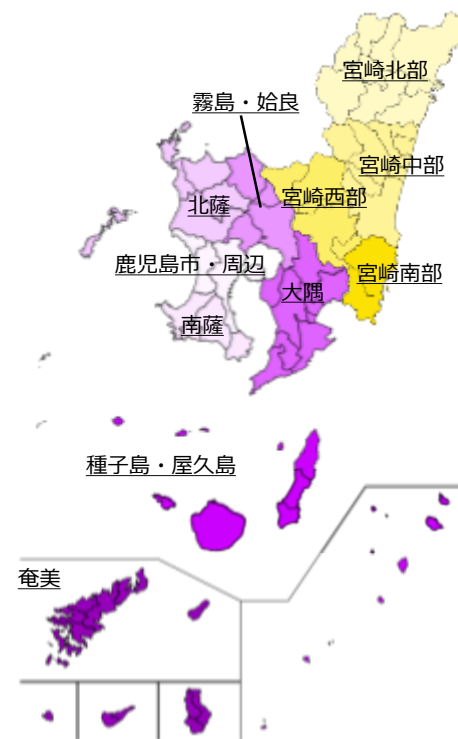 宮崎北部
霧島・姶良
宮崎中部
宮崎西部
北薩
鹿児島市・周辺
宮崎南部
大隅
南薩
種子島・屋久島
奄美